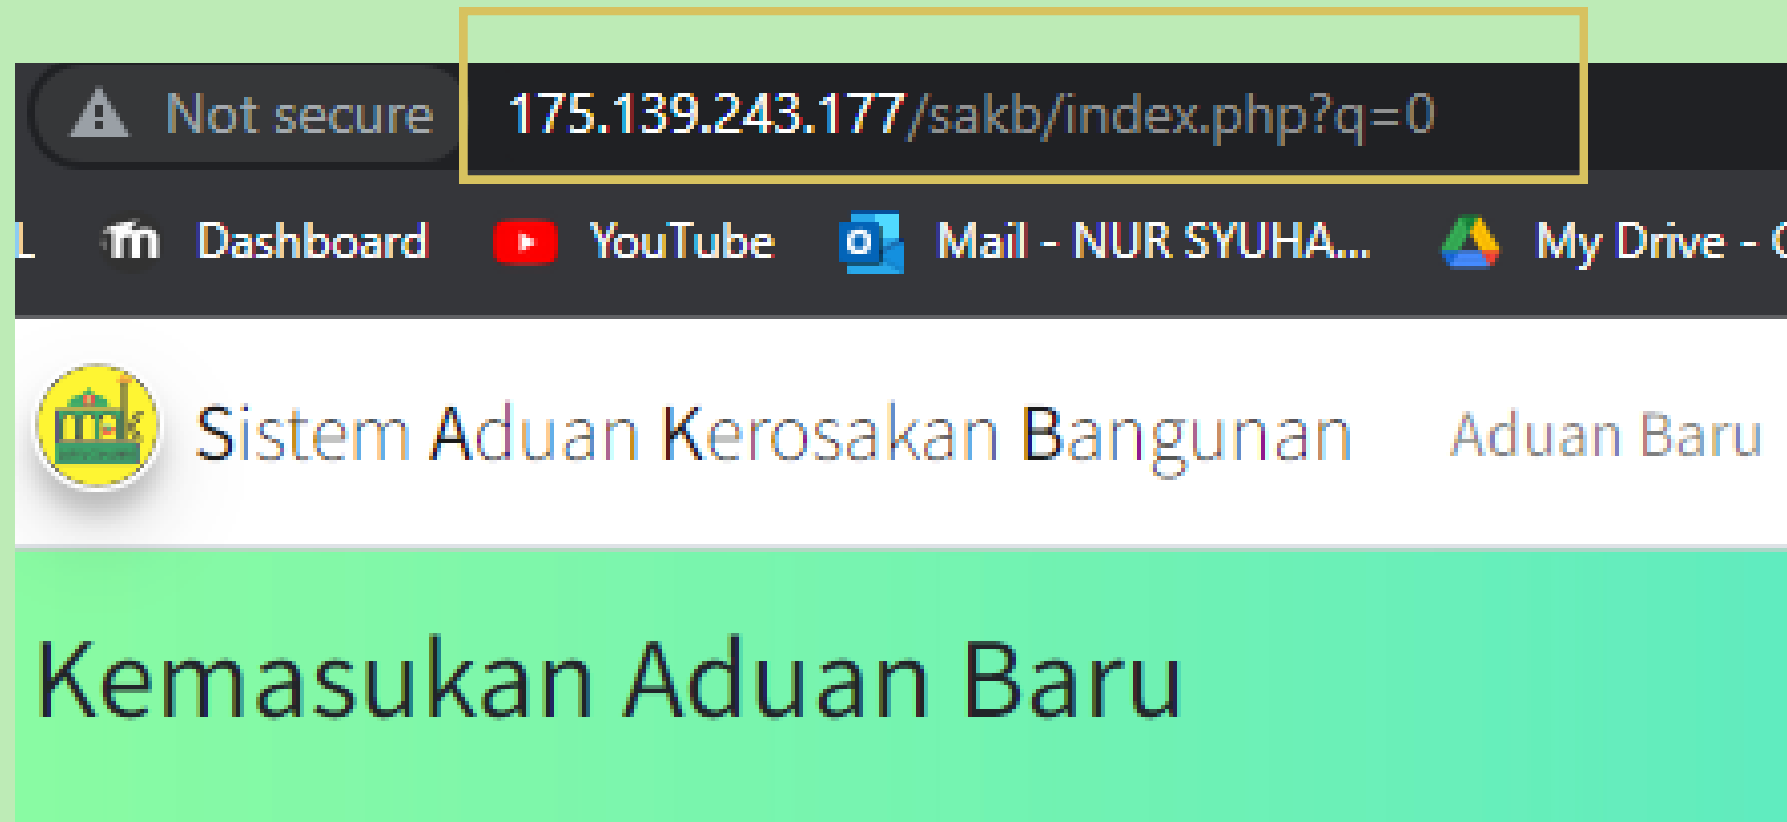 Not secure 175.139.243.177/sakb/index.php?q=0
L Dashboard YouTube Mail - NUR SYUHA... My Drive -
Sistem Aduan Kerosakan Bangunan Aduan Baru
Kemasukan Aduan Baru